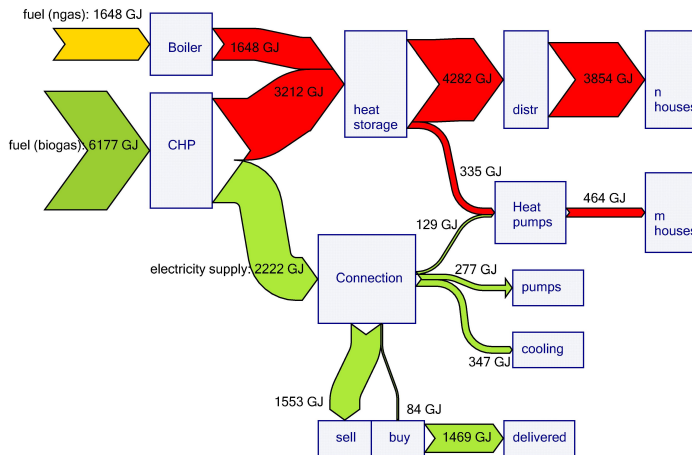 fuel (ngas): 1648 GJ
Boiler
1648 GJ
3212 GJ
heat
storage
4282 GJ
distr
3854 GJ
n
houses
fuel (biogas):
6177 GJ
CHP
335 GJ
Heat
pumps
464 GJ
m
houses
129 GJ
electricity supply: 2222 GJ
Connection
277 GJ
pumps
cooling
347 GJ
1553 GJ
84 GJ
sell
buy
1469 GJ
delivered